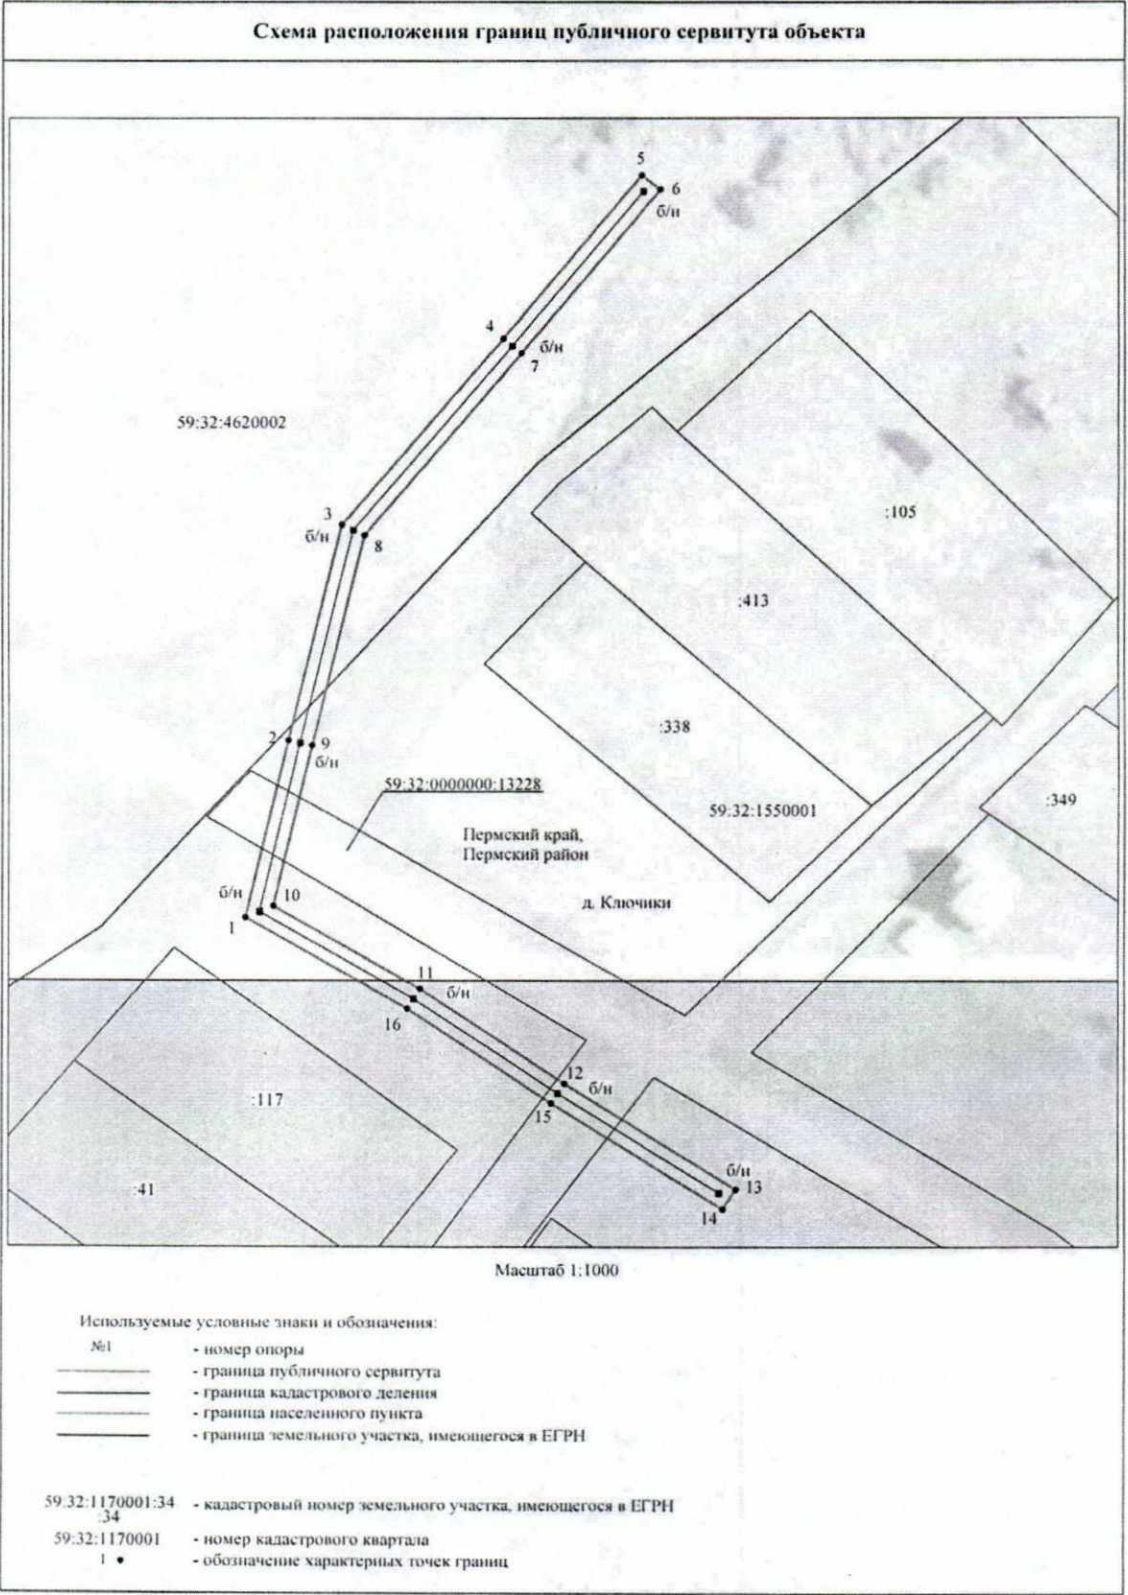 Схема расположения границ публичного сервитута объекта
5
6
б/н
4
б/н
7
59:32:4620002
3
б/н
8
:105
:413
2
9
б/н
:338
59:32:0000000:13228
59:32:1550001
:349
Пермский край,
Пермский район
б/н
10
д. Ключики
1
11
б/н
16
12
б/н
:117
15
б/н
13
:41
14
Масштаб 1:1000
Используемые условные знаки и обозначения:
№1 - номер опоры
- граница публичного сервитута
- граница кадастрового деления
- граница населенного пункта
- граница земельного участка, имеющегося в ЕГРН
59:32:1170001:34 - кадастровый номер земельного участка, имеющегося в ЕГРН
:34
59:32:1170001 - номер кадастрового квартала
1 - обозначение характерных точек границ